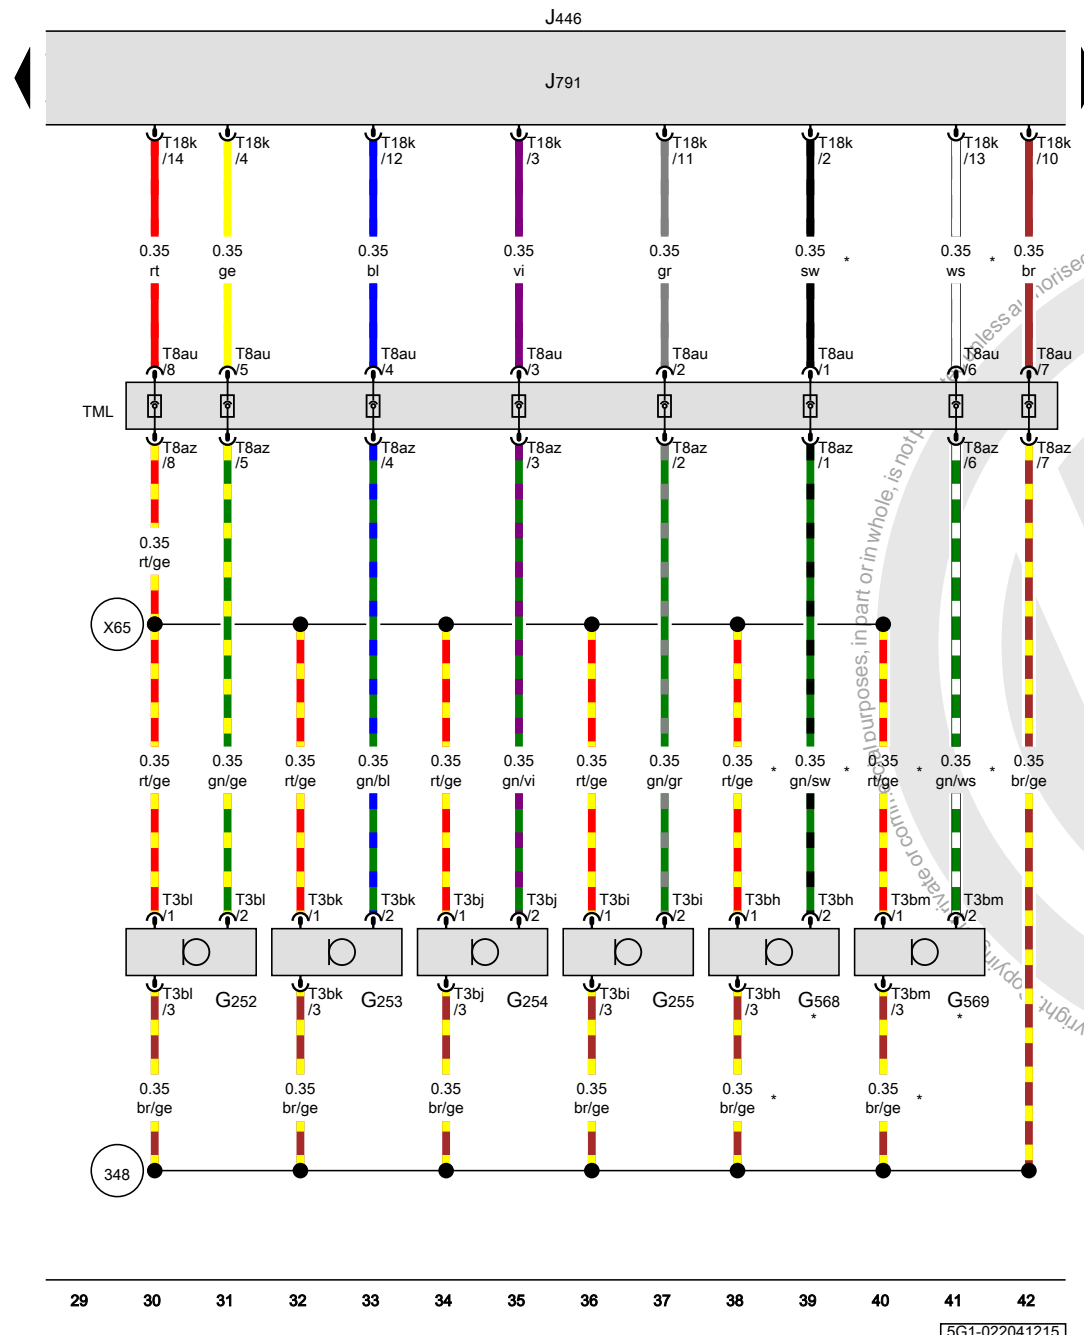 J446
J791
T18k T18k T18k T18k T18k T18k T18k T18k
/14 /4 /12 /3 /11 /2 /13 /10
0.35 0.35 0.35 0.35 0.35 0.35 0.35 0.35
rt ge bl vi gr sw * ws * br
T8au T8au T8au T8au T8au T8au T8au T8au
/8 /5 /4 /3 /2 /1 /6 /7
TML
T8az T8az T8az T8az T8az T8az T8az T8az
/8 /5 /4 /3 /2 /1 /6 /7
0.35
rt/ge
X65
0.35 0.35 0.35 0.35 0.35 0.35 0.35 0.35 0.35 0.35 0.35 0.35 0.35
rt/ge gn/ge rt/ge gn/bl rt/ge gn/vi rt/ge gn/gr rt/ge * gn/sw * rt/ge * gn/ws * br/ge
T3bl T3bl T3bk T3bk T3bj T3bj T3bi T3bi T3bh T3bh T3bm T3bm
/1 /2 /1 /2 /1 /2 /1 /2 /1 /2 /1 /2
T3bl T3bk T3bj T3bi T3bh T3bm
/3 G252 /3 G253 /3 G254 /3 G255 /3 G568 /3 G569
* *
0.35 0.35 0.35 0.35 0.35 0.35
br/ge br/ge br/ge br/ge br/ge * br/ge *
348
29 30 31 32 33 34 35 36 37 38 39 40 41 42
5G1-022041215